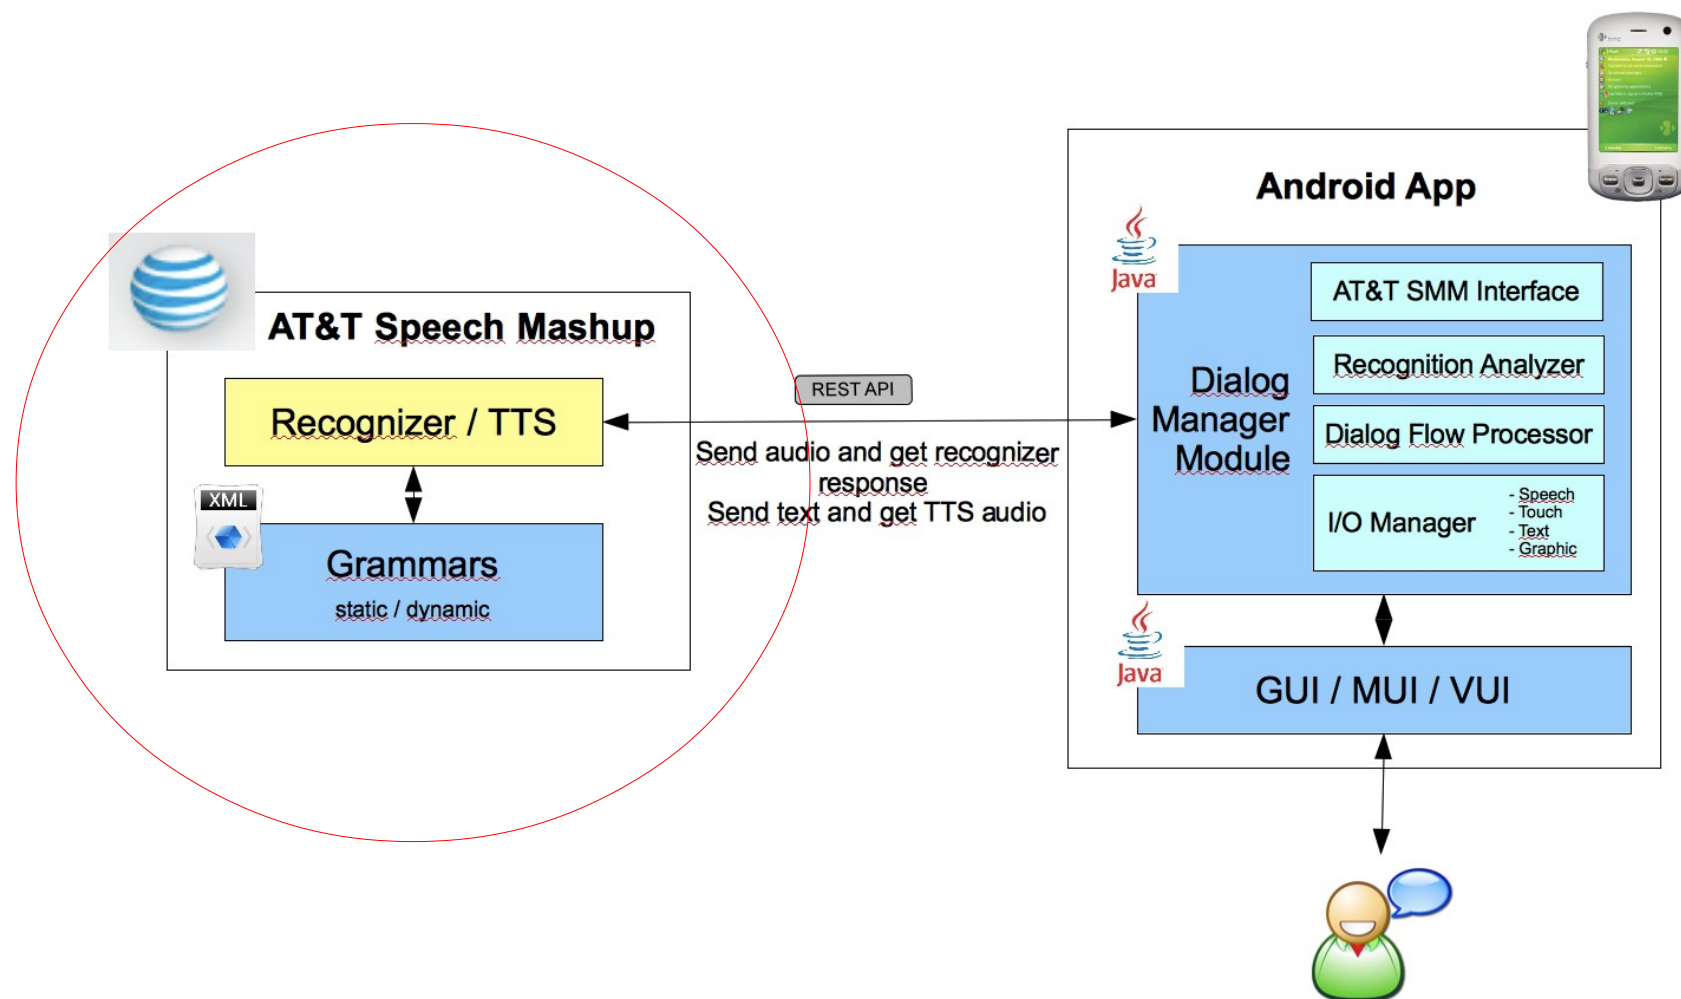 AT&T Speech Mashup
Recognizer / TTS
XML
Grammars
static / dynamic
REST API
Send audio and get recognizer
response
Send text and get TTS audio
Android App
Java
Dialog
Manager
Module
AT&T SMM Interface
Recognition Analyzer
Dialog Flow Processor
I/O Manager
- Speech
- Touch
- Text
- Graphic
Java
GUI / MUI / VUI